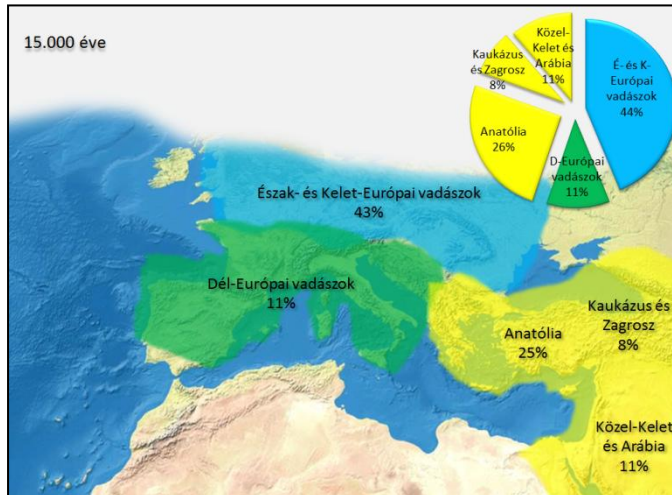 15.000 éve
Közel-
Kelet és
Arábia
11%
Kaukázus
és Zagrosz
8%
É- és K-
Európai
vadászok
44%
Anatólia
26%
D-Európai
vadászok
11%
Észak- és Kelet-Európai vadászok
43%
Dél-Európai vadászok
11%
Kaukázus és
Zagrosz
8%
Anatólia
25%
Közel-Kelet
és Arábia
11%